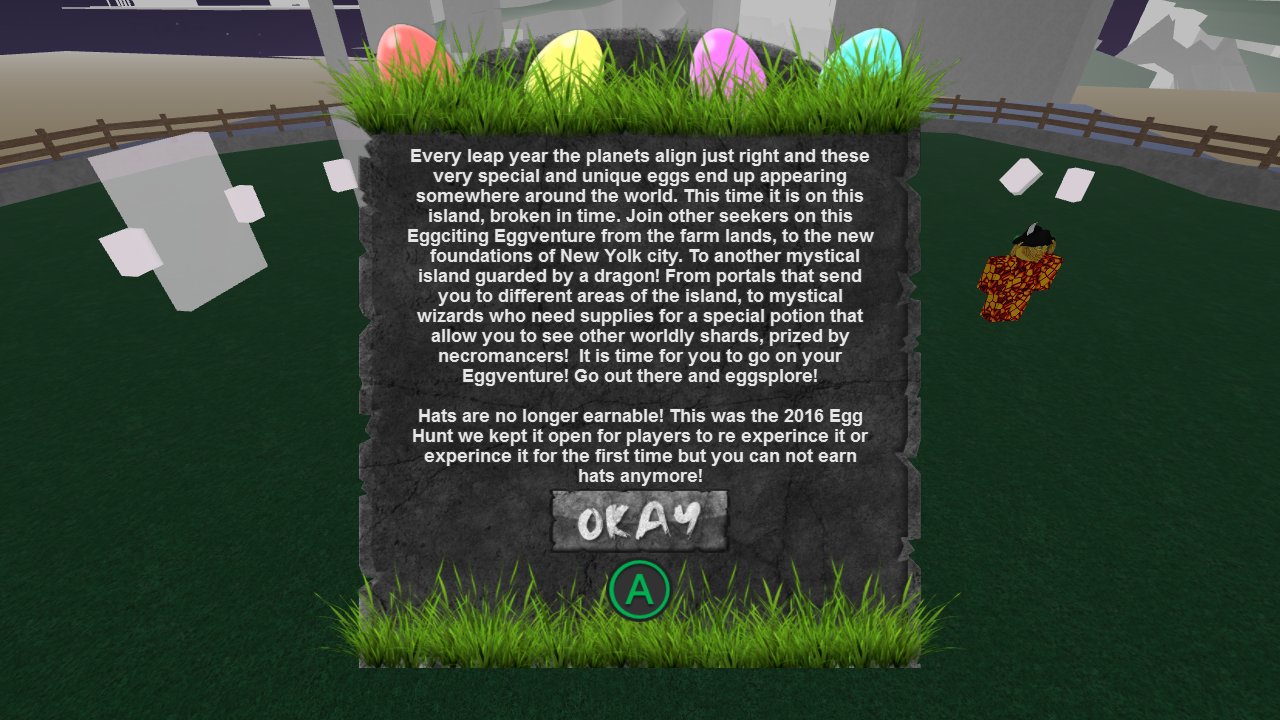 Every leap year the planets align just right and these
very special and unique eggs end up appearing
somewhere around the world. This time it is on this
island, broken in time. Join other seekers on this
Eggciting Eggventure from the farm lands, to the new
foundations of New Yolk city. To another mystical
island guarded by a dragon! From portals that send
you to different areas of the island, to mystical
wizards who need supplies for a special potion that
allow you to see other worldly shards, prized by
necromancers!  It is time for you to go on your
Eggventure! Go out there and eggsplore!
Hats are no longer earnable! This was the 2016 Egg
Hunt we kept it open for players to re experince it or
experince it for the first time but you can not earn
hats anymore!
OKAY
A